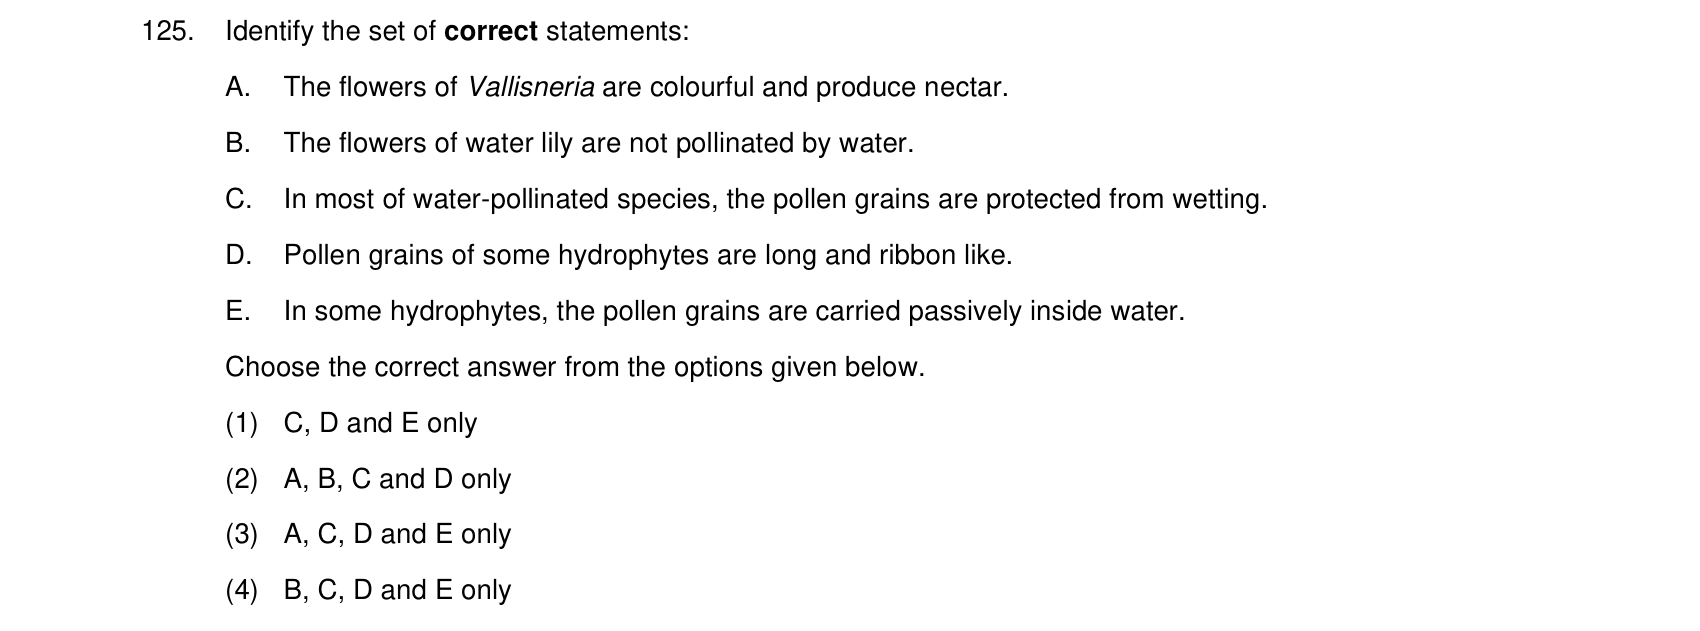 125. Identify the set of correct statements:
A. The flowers of Vallisneria are colourful and produce nectar.
B. The flowers of water lily are not pollinated by water.
C. In most of water-pollinated species, the pollen grains are protected from wetting.
D. Pollen grains of some hydrophytes are long and ribbon like.
E. In some hydrophytes, the pollen grains are carried passively inside water.
Choose the correct answer from the options given below.
(1) C, D and E only
(2) A, B, C and D only
(3) A, C, D and E only
(4) B, C, D and E only